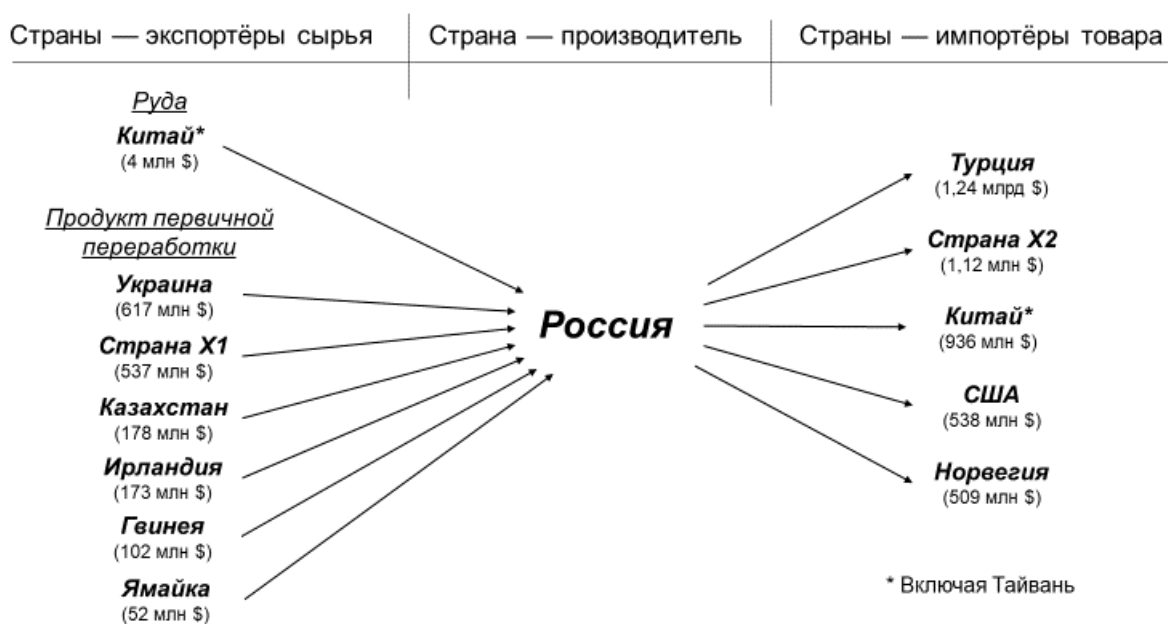 Страны — экспортёры сырья
Страна — производитель
Страны — импортёры товара
Руда
Китай*
(4 млн $)
Продукт первичной
переработки
Украина
(617 млн $)
Страна X1
(537 млн $)
Казахстан
(178 млн $)
Ирландия
(173 млн $)
Гвинея
(102 млн $)
Ямайка
(52 млн $)
Россия
Турция
(1,24 млрд $)
Страна X2
(1,12 млн $)
Китай*
(936 млн $)
США
(538 млн $)
Норвегия
(509 млн $)
* Включая Тайвань